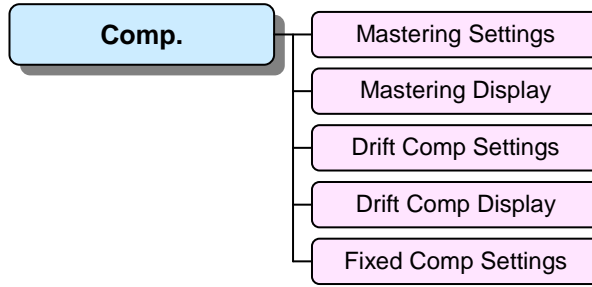 Comp.
Mastering Settings
Mastering Display
Drift Comp Settings
Drift Comp Display
Fixed Comp Settings